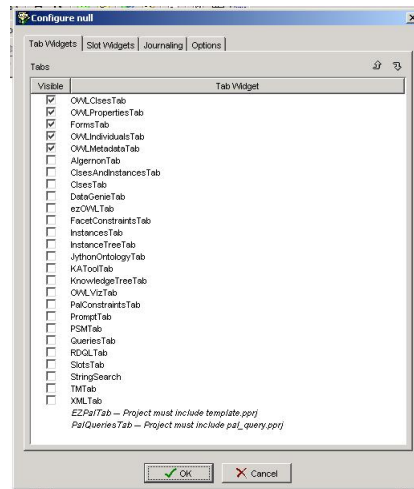 Configure null
Tab Widgets Slot Widgets Journaling Options
Tabs
Visible Tab Widget
OWLClsesTab
OWLPropertiesTab
FormsTab
OWLIndividualsTab
OWLMetadataTab
AlgernonTab
ClsesAndInstancesTab
ClsesTab
DataGenieTab
ezOWLTab
FacetConstraintsTab
InstancesTab
InstanceTreeTab
JythonOntologyTab
KAToolTab
KnowledgeTreeTab
OWLVizTab
PalConstraintsTab
PromptTab
PSMTab
QueriesTab
RDQLTab
SlotsTab
StringSearch
TMTab
XMLTab
EZPalTab -- Project must include template.pprj
PalQueriesTab -- Project must include pal_query.pprj
OK Cancel